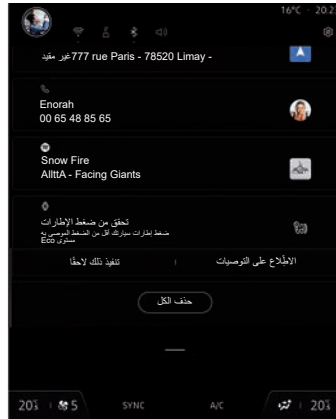 16°C · 20.2
غير مقيد777 rue Paris - 78520 Limay -
Enorah
00 65 48 85 65
Snow Fire
AllttA - Facing Giants
تحقق من ضغط الإطارات
ضغط إطارات سيارتك أقل من الضغط الموصى به
مستوى Eco
الاطلاع على التوصيات
تنفيذ ذلك لاحقًا
حذف الكل
20⅗ 5 SYNC A/C 20⅗